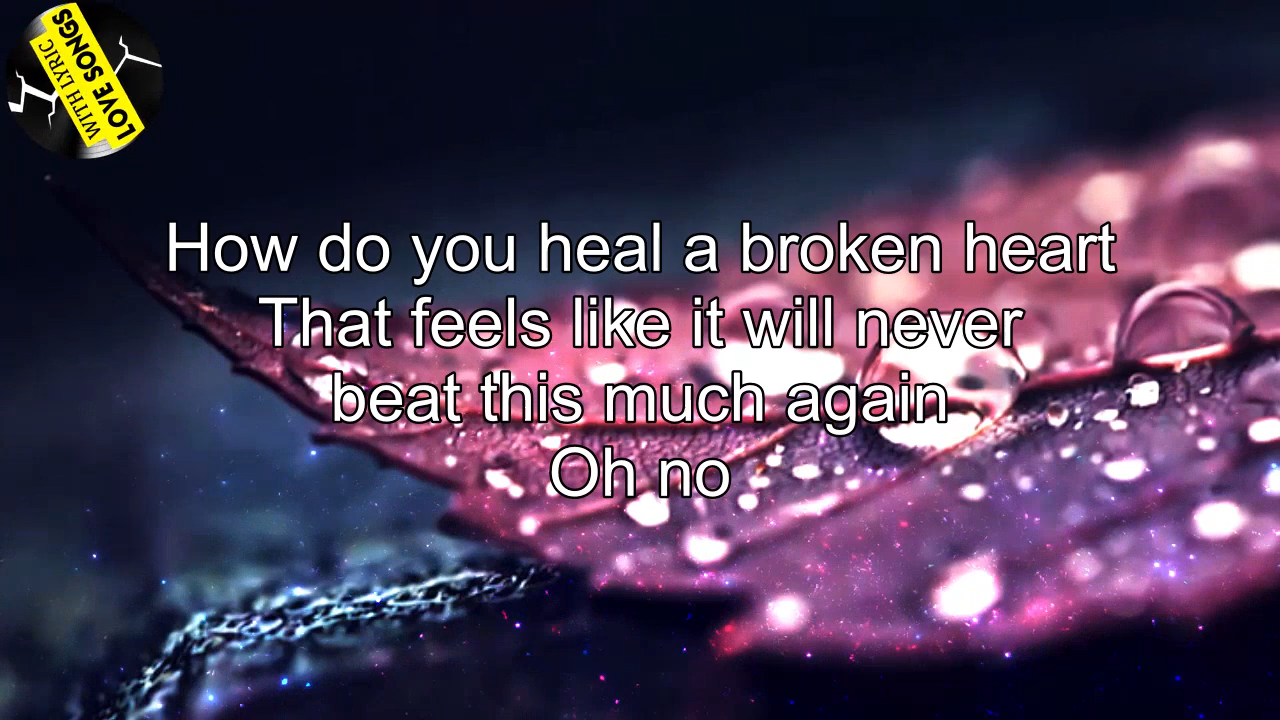 WITH LYRIC
LOVE SONGS
How do you heal a broken heart
That feels like it will never
beat this much again
Oh no